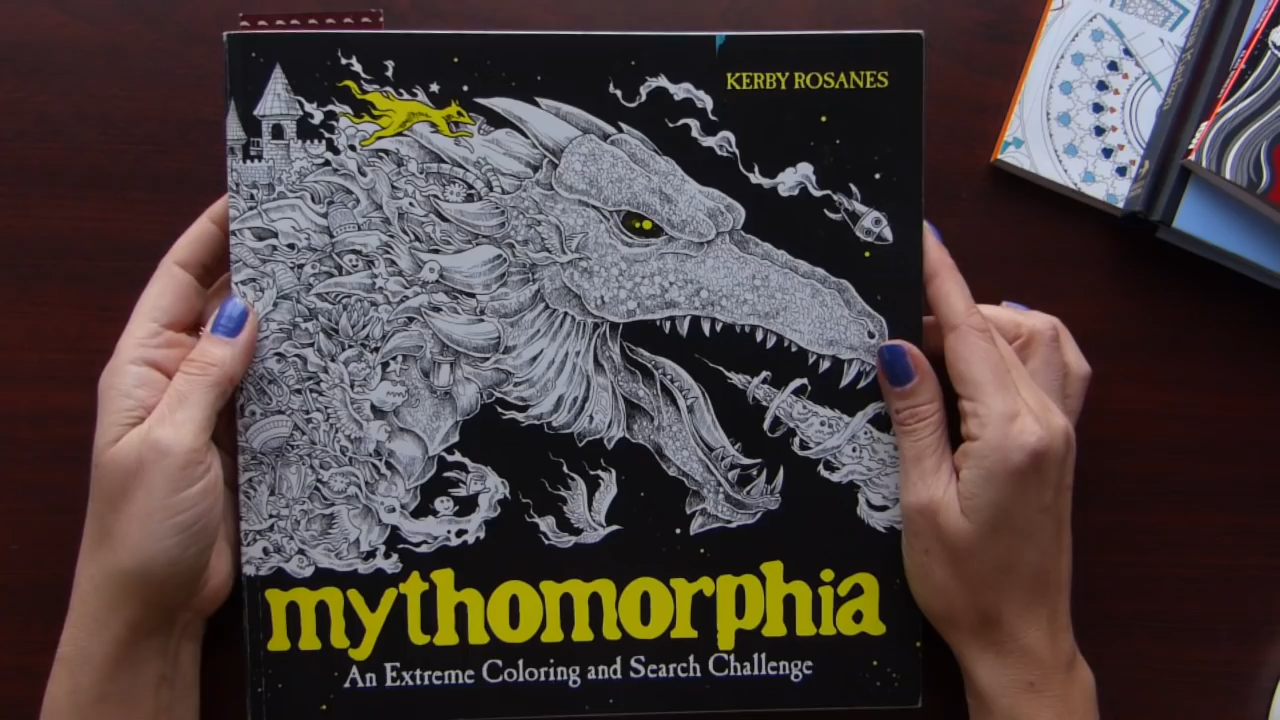 KERBY ROSANES
mythomorphia
An Extreme Coloring and Search Challenge